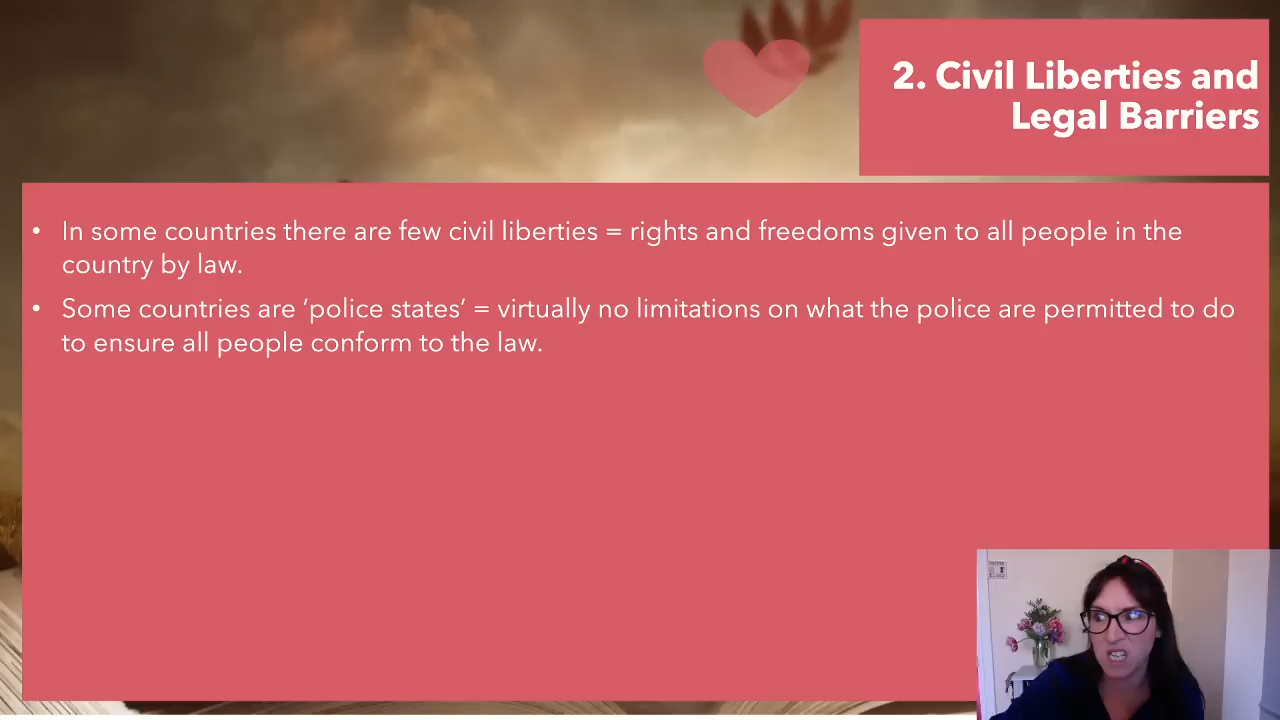 2. Civil Liberties and
Legal Barriers
• In some countries there are few civil liberties = rights and freedoms given to all people in the
country by law.
• Some countries are ‘police states’ = virtually no limitations on what the police are permitted to do
to ensure all people conform to the law.